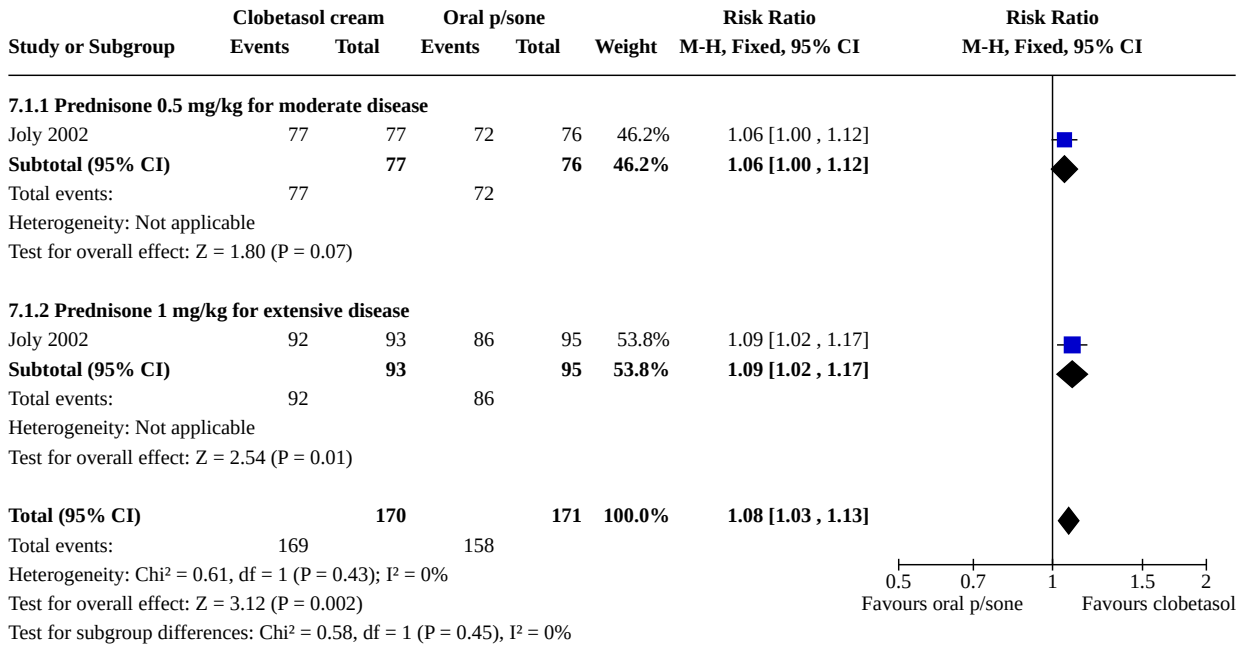 Clobetasol cream Oral p/sone Risk Ratio Risk Ratio
Study or Subgroup Events Total Events Total Weight M-H, Fixed, 95% CI M-H, Fixed, 95% CI
7.1.1 Prednisone 0.5 mg/kg for moderate disease
Joly 2002 77 77 72 76 46.2% 1.06 [1.00 , 1.12]
Subtotal (95% CI) 77 76 46.2% 1.06 [1.00 , 1.12]
Total events: 77 72
Heterogeneity: Not applicable
Test for overall effect: Z = 1.80 (P = 0.07)
7.1.2 Prednisone 1 mg/kg for extensive disease
Joly 2002 92 93 86 95 53.8% 1.09 [1.02 , 1.17]
Subtotal (95% CI) 93 95 53.8% 1.09 [1.02 , 1.17]
Total events: 92 86
Heterogeneity: Not applicable
Test for overall effect: Z = 2.54 (P = 0.01)
Total (95% CI) 170 171 100.0% 1.08 [1.03 , 1.13]
Total events: 169 158
Heterogeneity: Chi² = 0.61, df = 1 (P = 0.43); I² = 0%
0.5 0.7 1 1.5 2
Test for overall effect: Z = 3.12 (P = 0.002)
Favours oral p/sone Favours clobetasol
Test for subgroup differences: Chi² = 0.58, df = 1 (P = 0.45), I² = 0%